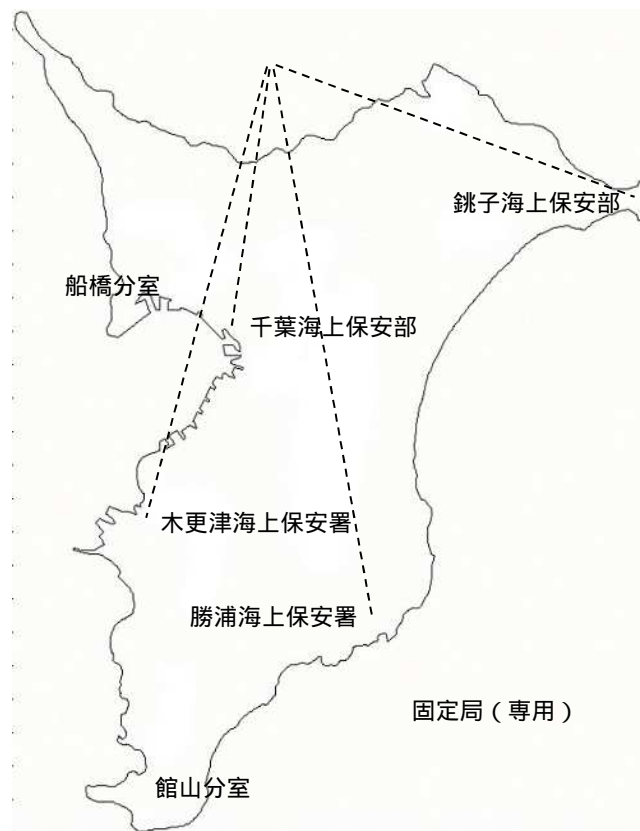 銚子海上保安部
船橋分室
千葉海上保安部
木更津海上保安署
勝浦海上保安署
固定局（専用）
館山分室